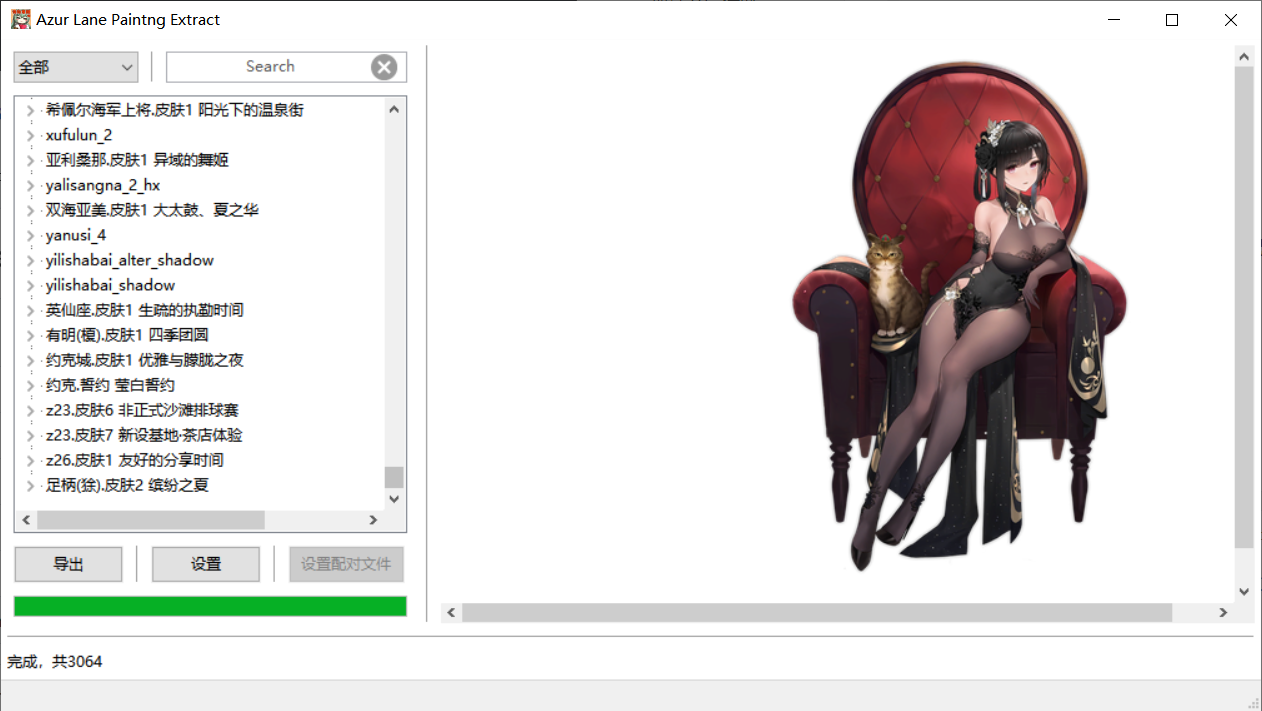 Azur Lane Paintng Extract
全部
Search
希佩尔海军上将.皮肤1 阳光下的温泉街
xufulun_2
亚利桑那.皮肤1 异域的舞姬
yalisangna_2_hx
双海亚美.皮肤1 大太鼓、夏之华
yanusi_4
yilishabai_alter_shadow
yilishabai_shadow
英仙座.皮肤1 生疏的执勤时间
有明(榎).皮肤1 四季团圆
约克城.皮肤1 优雅与朦胧之夜
约克.誓约 莹白誓约
z23.皮肤6 非正式沙滩排球赛
z23.皮肤7 新设基地·茶店体验
z26.皮肤1 友好的分享时间
足柄(狳).皮肤2 缤纷之夏
导出
设置
设置配对文件
完成，共3064